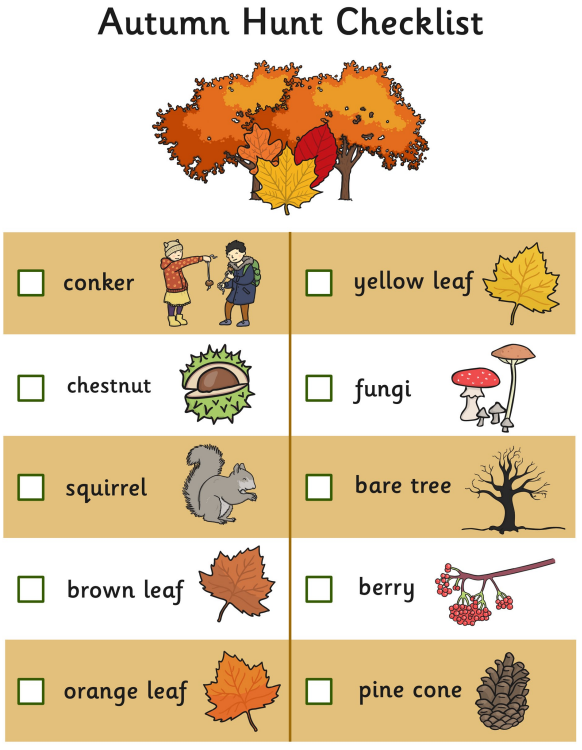 Autumn Hunt Checklist
conker
yellow leaf
chestnut
fungi
squirrel
bare tree
brown leaf
berry
orange leaf
pine cone